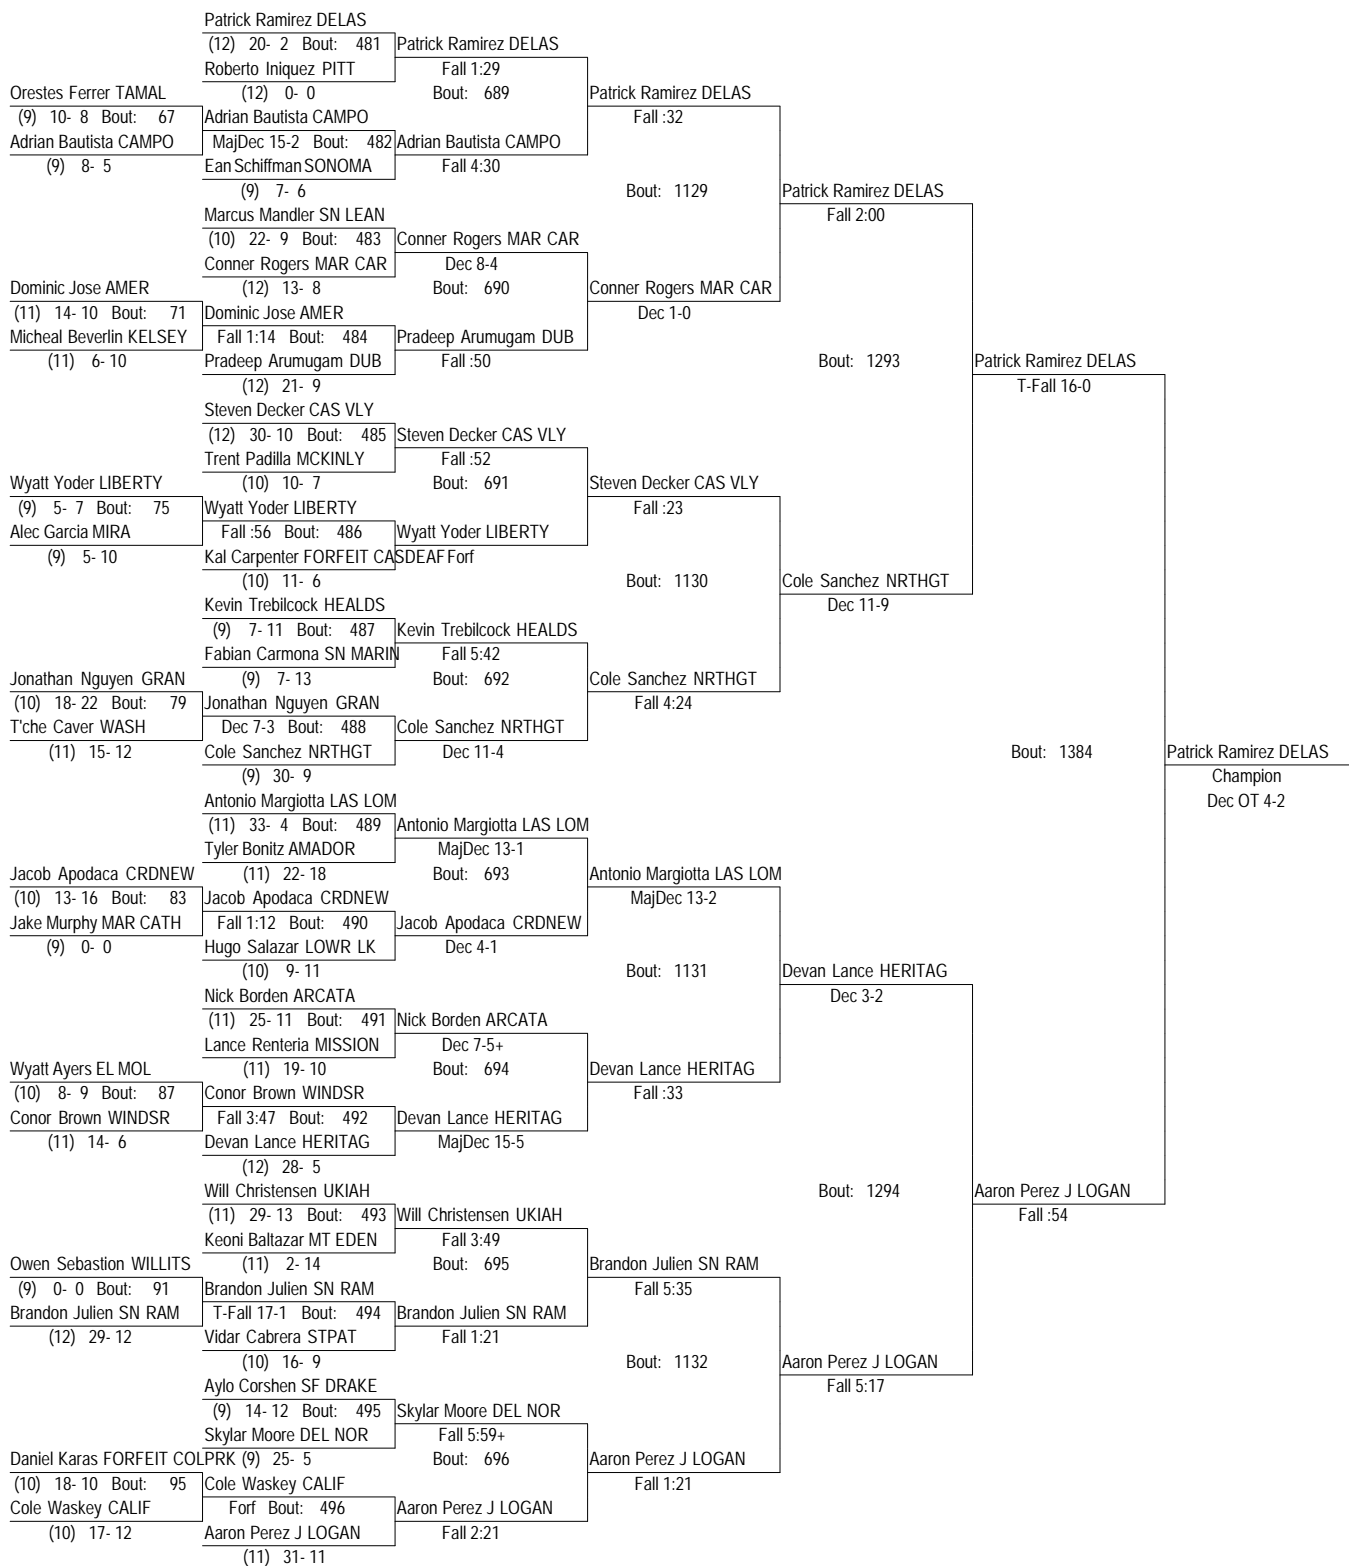 Patrick Ramirez DELAS
(12) 20- 2 Bout: 481 Patrick Ramirez DELAS
Roberto Iniquez PITT Fall 1:29
Orestes Ferrer TAMAL (12) 0- 0 Bout: 689 Patrick Ramirez DELAS
(9) 10- 8 Bout: 67 Adrian Bautista CAMPO Fall :32
Adrian Bautista CAMPO MajDec 15-2 Bout: 482 Adrian Bautista CAMPO
(9) 8- 5 Ean Schiffman SONOMA Fall 4:30
(9) 7- 6 Bout: 1129 Patrick Ramirez DELAS
Marcus Mandler SN LEAN Fall 2:00
(10) 22- 9 Bout: 483 Conner Rogers MAR CAR
Conner Rogers MAR CAR Dec 8-4
Dominic Jose AMER (12) 13- 8 Bout: 690 Conner Rogers MAR CAR
(11) 14- 10 Bout: 71 Dominic Jose AMER Dec 1-0
Micheal Beverlin KELSEY Fall 1:14 Bout: 484 Pradeep Arumugam DUB
(11) 6- 10 Pradeep Arumugam DUB Fall :50 Bout: 1293 Patrick Ramirez DELAS
(12) 21- 9 T-Fall 16-0
Steven Decker CAS VLY
(12) 30- 10 Bout: 485 Steven Decker CAS VLY
Trent Padilla MCKINLY Fall :52
Wyatt Yoder LIBERTY (10) 10- 7 Bout: 691 Steven Decker CAS VLY
(9) 5- 7 Bout: 75 Wyatt Yoder LIBERTY Fall :23
Alec Garcia MIRA Fall :56 Bout: 486 Wyatt Yoder LIBERTY
(9) 5- 10 Kal Carpenter FORFEIT CASDEAF Forf
(10) 11- 6 Bout: 1130 Cole Sanchez NRTHGT
Kevin Trebilcock HEALDS Dec 11-9
(9) 7- 11 Bout: 487 Kevin Trebilcock HEALDS
Fabian Carmona SN MARIN Fall 5:42
Jonathan Nguyen GRAN (9) 7- 13 Bout: 692 Cole Sanchez NRTHGT
(10) 18- 22 Bout: 79 Jonathan Nguyen GRAN Fall 4:24
T'che Caver WASH Dec 7-3 Bout: 488 Cole Sanchez NRTHGT
(11) 15- 12 Cole Sanchez NRTHGT Dec 11-4 Bout: 1384 Patrick Ramirez DELAS
(9) 30- 9 Champion
Antonio Margiotta LAS LOM Dec OT 4-2
(11) 33- 4 Bout: 489 Antonio Margiotta LAS LOM
Tyler Bonitz AMADOR MajDec 13-1
Jacob Apodaca CRDNEW (11) 22- 18 Bout: 693 Antonio Margiotta LAS LOM
(10) 13- 16 Bout: 83 Jacob Apodaca CRDNEW MajDec 13-2
Jake Murphy MAR CATH Fall 1:12 Bout: 490 Jacob Apodaca CRDNEW
(9) 0- 0 Hugo Salazar LOWR LK Dec 4-1
(10) 9- 11 Bout: 1131 Devan Lance HERITAG
Nick Borden ARCATA Dec 3-2
(11) 25- 11 Bout: 491 Nick Borden ARCATA
Lance Renteria MISSION Dec 7-5+
Wyatt Ayers EL MOL (11) 19- 10 Bout: 694 Devan Lance HERITAG
(10) 8- 9 Bout: 87 Conor Brown WINDSR Fall :33
Conor Brown WINDSR Fall 3:47 Bout: 492 Devan Lance HERITAG
(11) 14- 6 Devan Lance HERITAG MajDec 15-5
(12) 28- 5
Will Christensen UKIAH Bout: 1294 Aaron Perez J LOGAN
(11) 29- 13 Bout: 493 Will Christensen UKIAH Fall :54
Keoni Baltazar MT EDEN Fall 3:49
Owen Sebastion WILLITS (11) 2- 14 Bout: 695 Brandon Julien SN RAM
(9) 0- 0 Bout: 91 Brandon Julien SN RAM Fall 5:35
Brandon Julien SN RAM T-Fall 17-1 Bout: 494 Brandon Julien SN RAM
(12) 29- 12 Vidar Cabrera STPAT Fall 1:21
(10) 16- 9 Bout: 1132 Aaron Perez J LOGAN
Aylo Corshen SF DRAKE Fall 5:17
(9) 14- 12 Bout: 495 Skylar Moore DEL NOR
Skylar Moore DEL NOR Fall 5:59+
Daniel Karas FORFEIT COLPRK (9) 25- 5 Bout: 696 Aaron Perez J LOGAN
(10) 18- 10 Bout: 95 Cole Waskey CALIF Fall 1:21
Cole Waskey CALIF Forf Bout: 496 Aaron Perez J LOGAN
(10) 17- 12 Aaron Perez J LOGAN Fall 2:21
(11) 31- 11